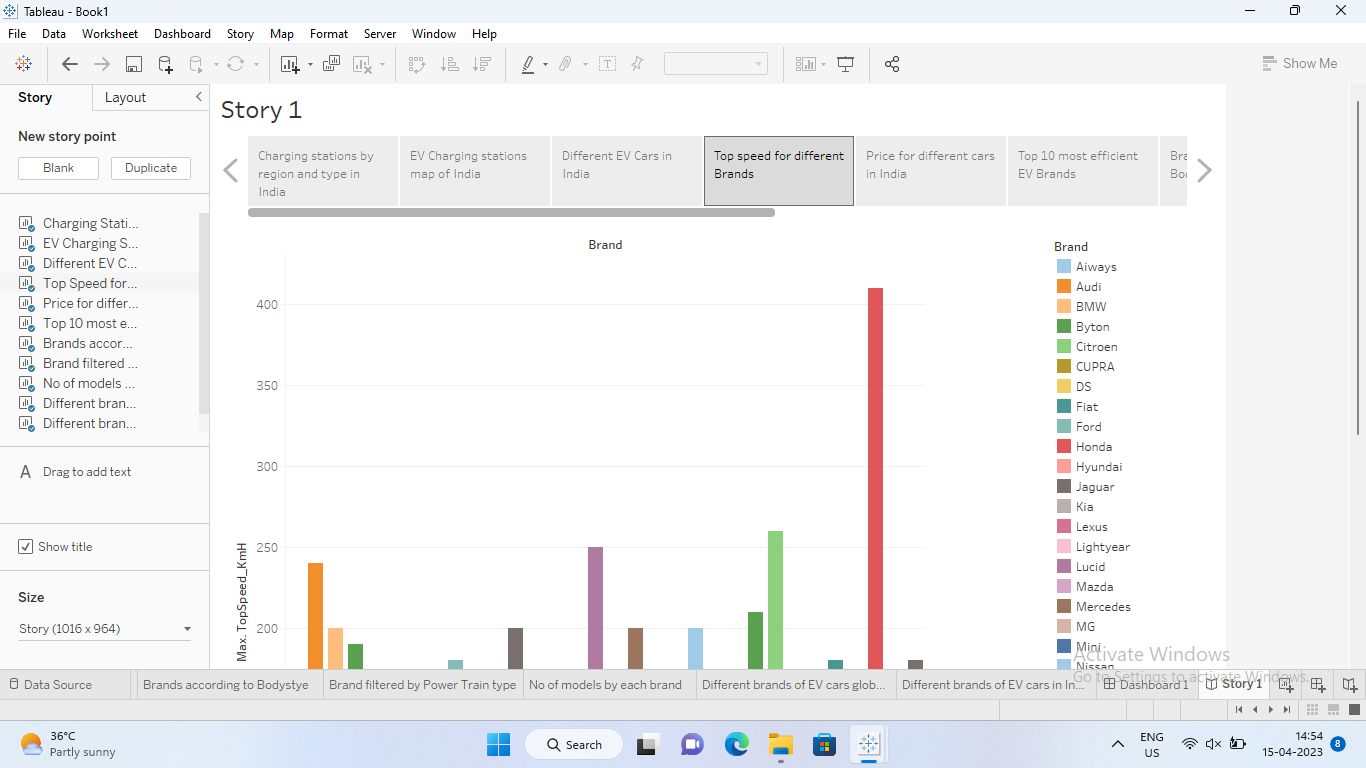 Tableau - Book1
File Data Worksheet Dashboard Story Map Format Server Window Help
Show Me
Story Layout
New story point
Blank Duplicate
Charging Stati...
EV Charging S...
Different EV C...
Top Speed for...
Price for differ...
Top 10 most e...
Brands accor...
Brand filtered ...
No of models ...
Different bran...
Different bran...
A Drag to add text
Show title
Size
Story (1016 x 964)
Story 1
Charging stations by
region and type in
India
EV Charging stations
map of India
Different EV Cars in
India
Top speed for different
Brands
Price for different cars
in India
Top 10 most efficient
EV Brands
Brand
400
350
300
250
200
Max. TopSpeed_KmH
Brand
Aiways
Audi
BMW
Byton
Citroen
CUPRA
DS
Fiat
Ford
Honda
Hyundai
Jaguar
Kia
Lexus
Lightyear
Lucid
Mazda
Mercedes
MG
Mini
Nissan
Activate Windows
Go to Settings to activate Windows.
Data Source Brands according to Bodystye Brand filtered by Power Train type No of models by each brand Different brands of EV cars glob... Different brands of EV cars in In... Dashboard 1 Story 1
36°C
Partly sunny
Search
ENG
US
14:54
15-04-2023
8